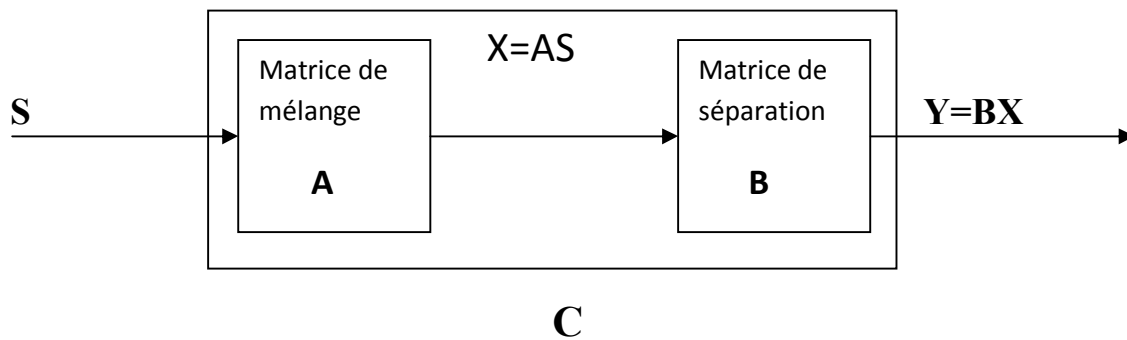 S
Matrice de
mélange
A
X=AS
Matrice de
séparation
B
Y=BX
C